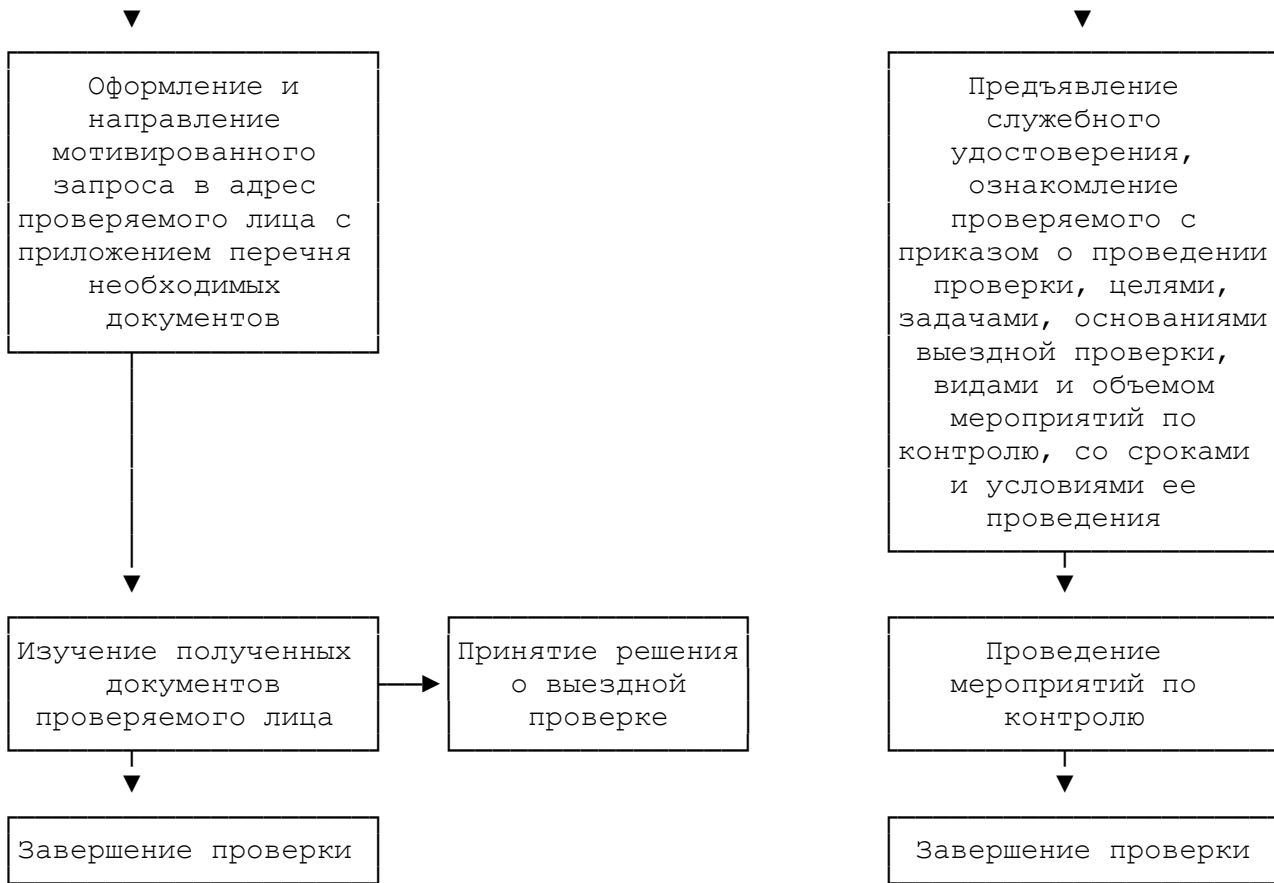 Оформление и
направление
мотивированного
запроса в адрес
проверяемого лица с
приложением перечня
необходимых
документов
Предъявление
служебного
удостоверения,
ознакомление
проверяемого с
приказом о проведении
проверки, целями,
задачами, основаниями
выездной проверки,
видами и объемом
мероприятий по
контролю, со сроками
и условиями ее
проведения
Изучение полученных
документов
проверяемого лица
Принятие решения
о выездной
проверке
Проведение
мероприятий по
контролю
Завершение проверки
Завершение проверки